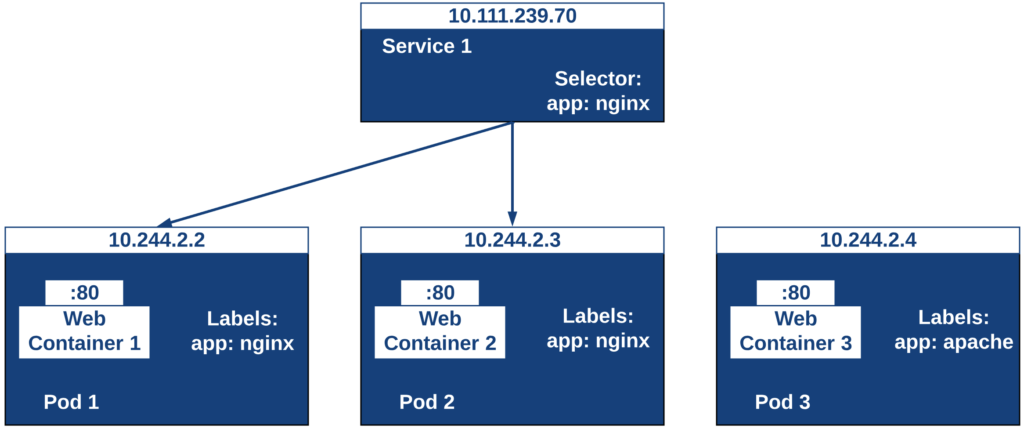 10.111.239.70
Service 1
Selector:
app: nginx
10.244.2.2
:80
Web
Container 1
Labels:
app: nginx
Pod 1
10.244.2.3
:80
Web
Container 2
Labels:
app: nginx
Pod 2
10.244.2.4
:80
Web
Container 3
Labels:
app: apache
Pod 3